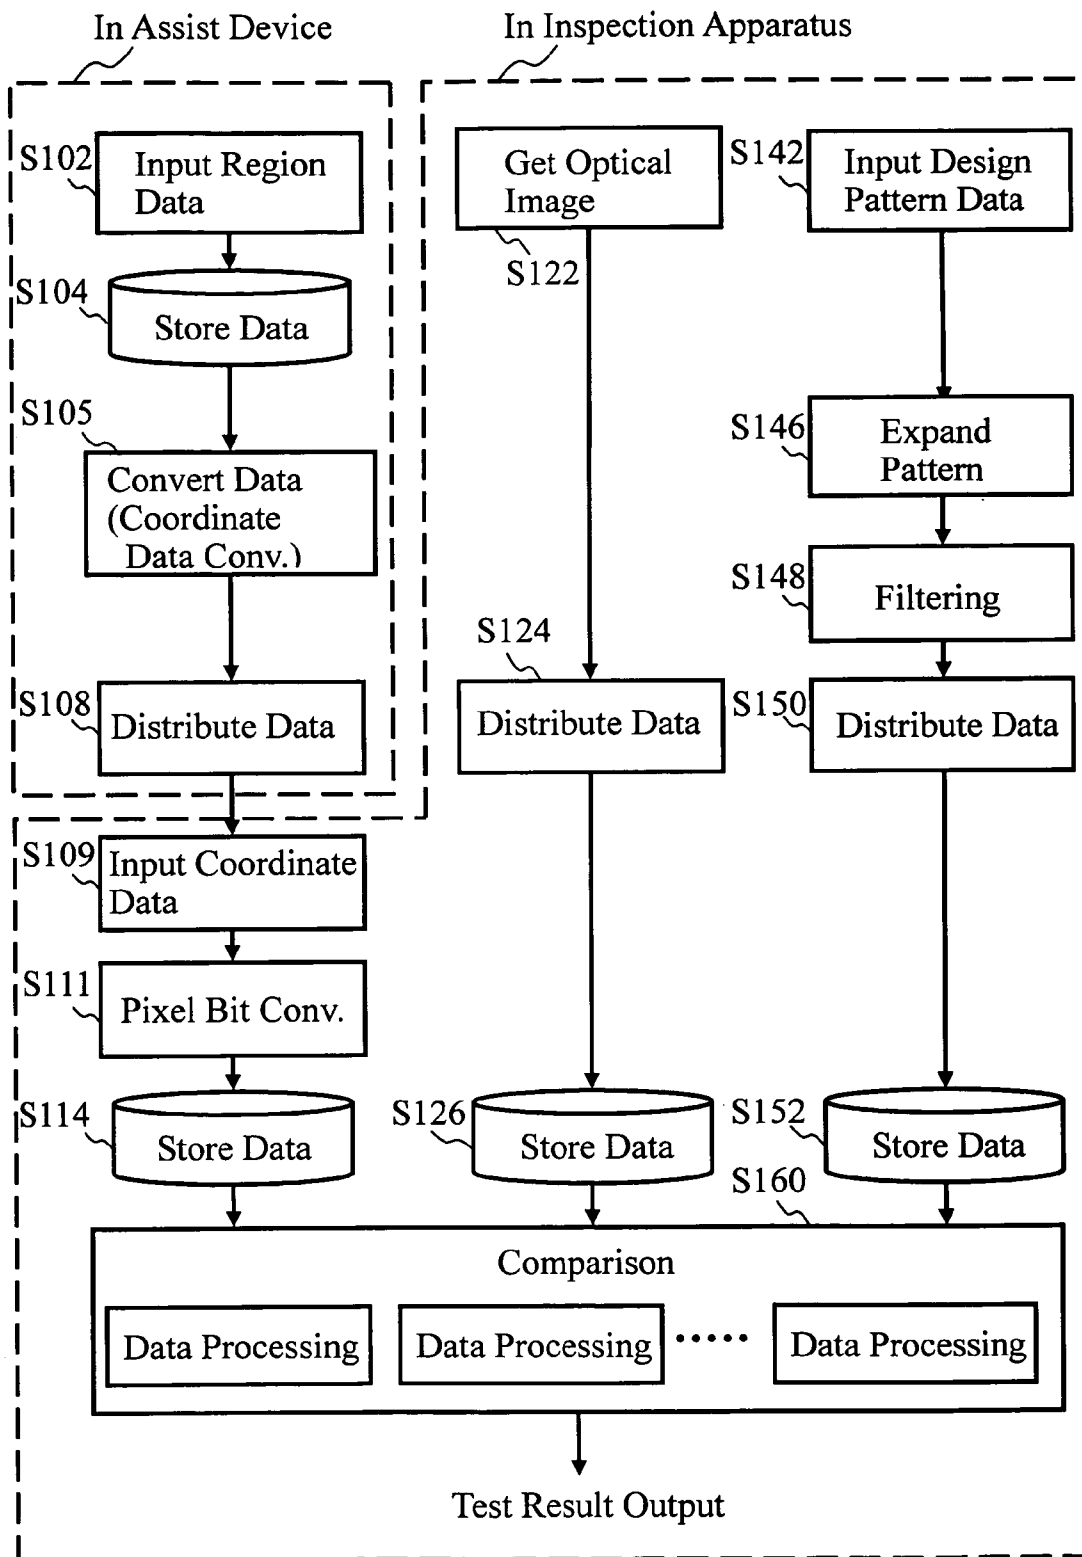 In Assist Device
In Inspection Apparatus
S102
Input Region
Data
S104
Store Data
S105
Convert Data
(Coordinate
Data Conv.)
S108
Distribute Data
S109
Input Coordinate
Data
S111
Pixel Bit Conv.
S114
Store Data
Get Optical
Image
S122
S124
Distribute Data
S126
Store Data
S142
Input Design
Pattern Data
S146
Expand
Pattern
S148
Filtering
S150
Distribute Data
S152
Store Data
S160
Comparison
Data Processing
Data Processing
.....
Data Processing
Test Result Output